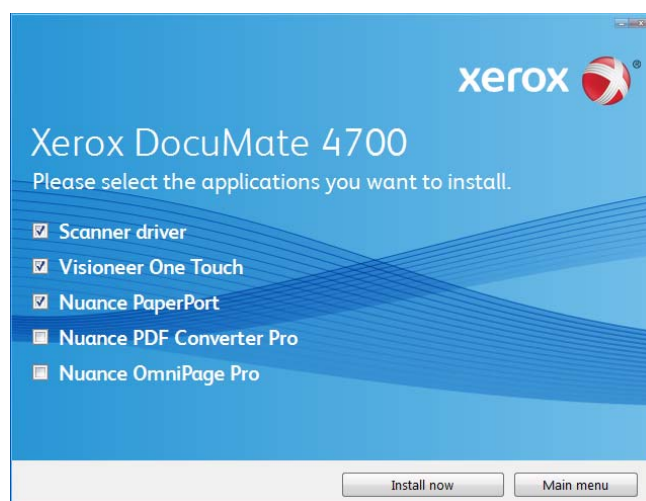 xerox ®
Xerox DocuMate 4700
Please select the applications you want to install.
Scanner driver
Visioneer One Touch
Nuance PaperPort
Nuance PDF Converter Pro
Nuance OmniPage Pro
Install now Main menu